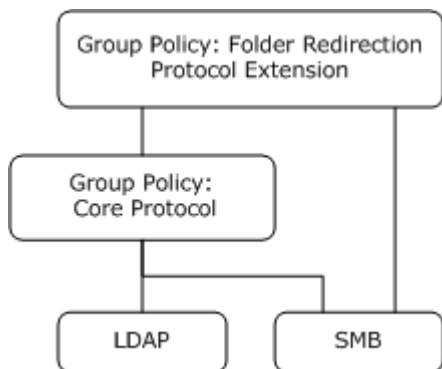 Group Policy: Folder Redirection
Protocol Extension
Group Policy:
Core Protocol
LDAP
SMB